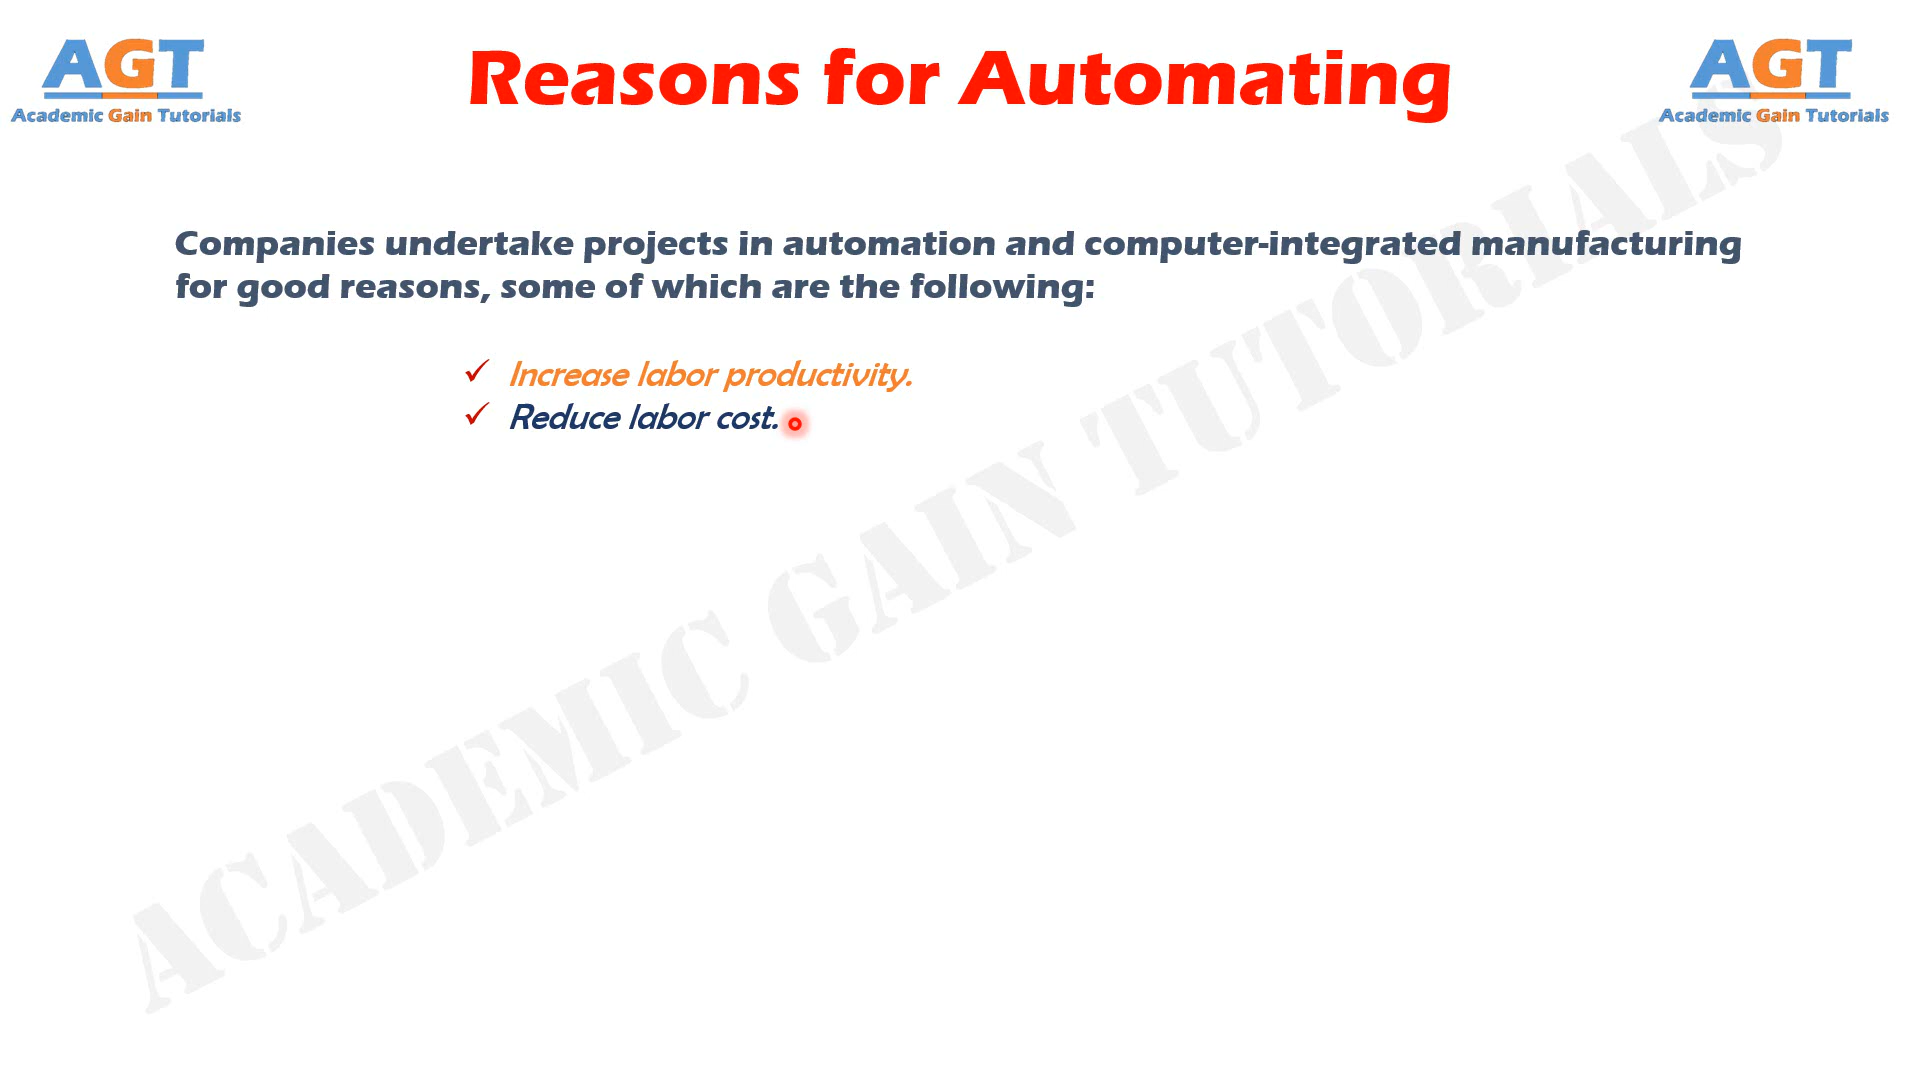 AGT
Academic Gain Tutorials
Reasons for Automating
AGT
Academic Gain Tutorials
Companies undertake projects in automation and computer-integrated manufacturing
for good reasons, some of which are the following:
✓ Increase labor productivity.
✓ Reduce labor cost.
ACADEMIC GAIN TUTORIALS